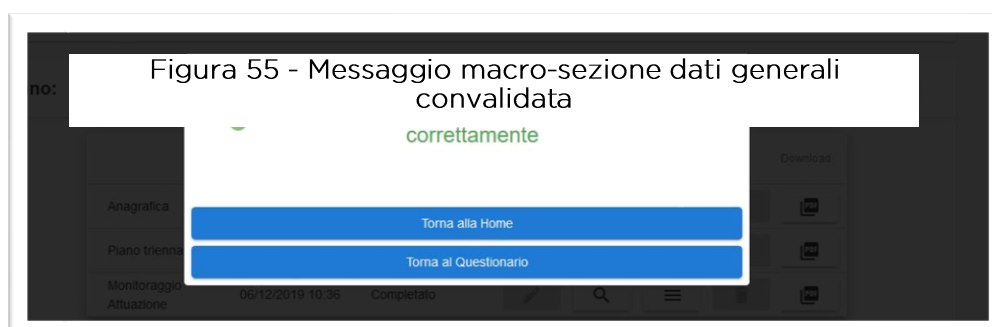 Figura 55 - Messaggio macro-sezione dati generali
convalidata
no:
correttamente
Download
Anagrafica
Torna alla Home
Piano trienna
Torna al Questionario
Monitoraggio
Attuazione
06/12/2019 10:36 Completato